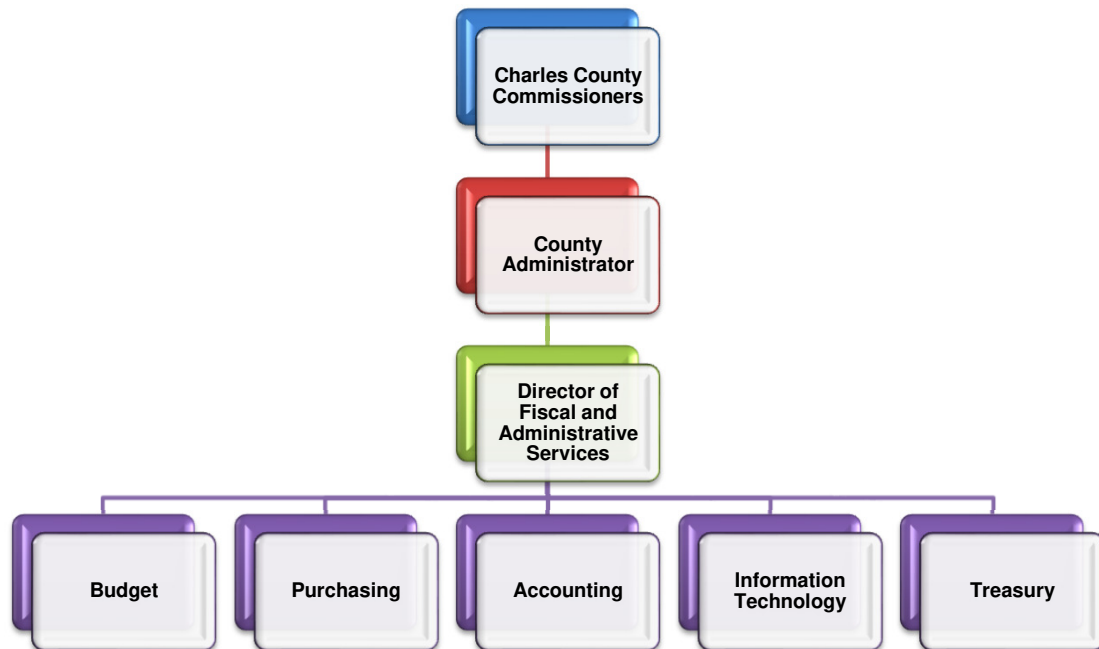 Charles County
Commissioners
County
Administrator
Director of
Fiscal and
Administrative
Services
Budget
Purchasing
Accounting
Information
Technology
Treasury